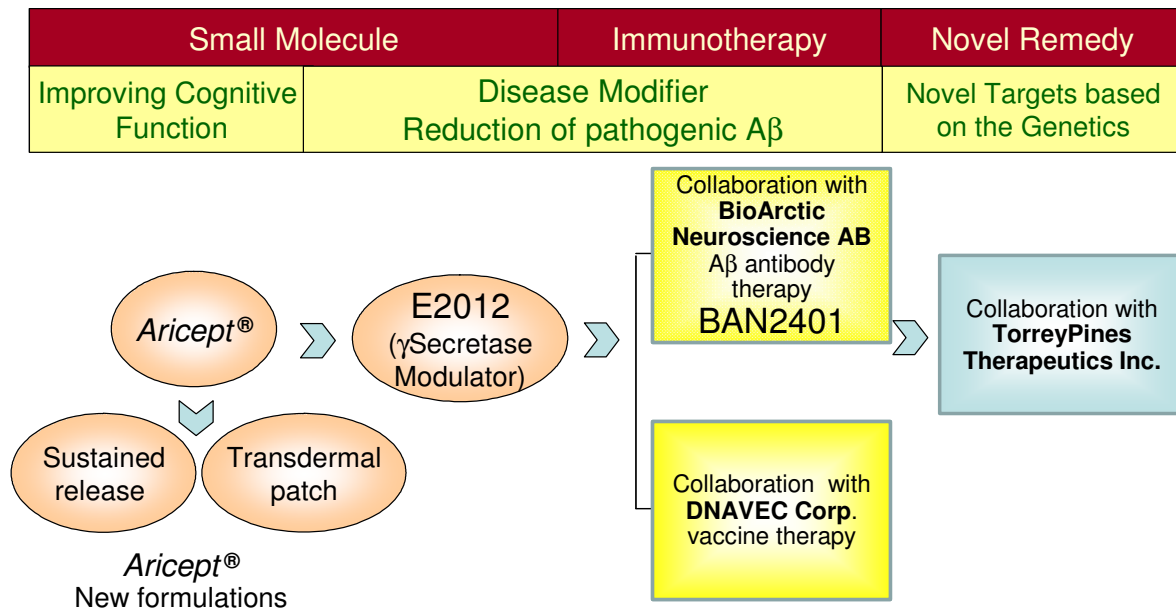 Small Molecule
Immunotherapy
Novel Remedy
Improving Cognitive
Function
Disease Modifier
Reduction of pathogenic Aβ
Novel Targets based
on the Genetics
Aricept®
Sustained
release
Transdermal
patch
Aricept®
New formulations
E2012
(γSecretase
Modulator)
Collaboration with
BioArctic
Neuroscience AB
Aβ antibody
therapy
BAN2401
Collaboration with
DNAVEC Corp.
vaccine therapy
Collaboration with
TorreyPines
Therapeutics Inc.